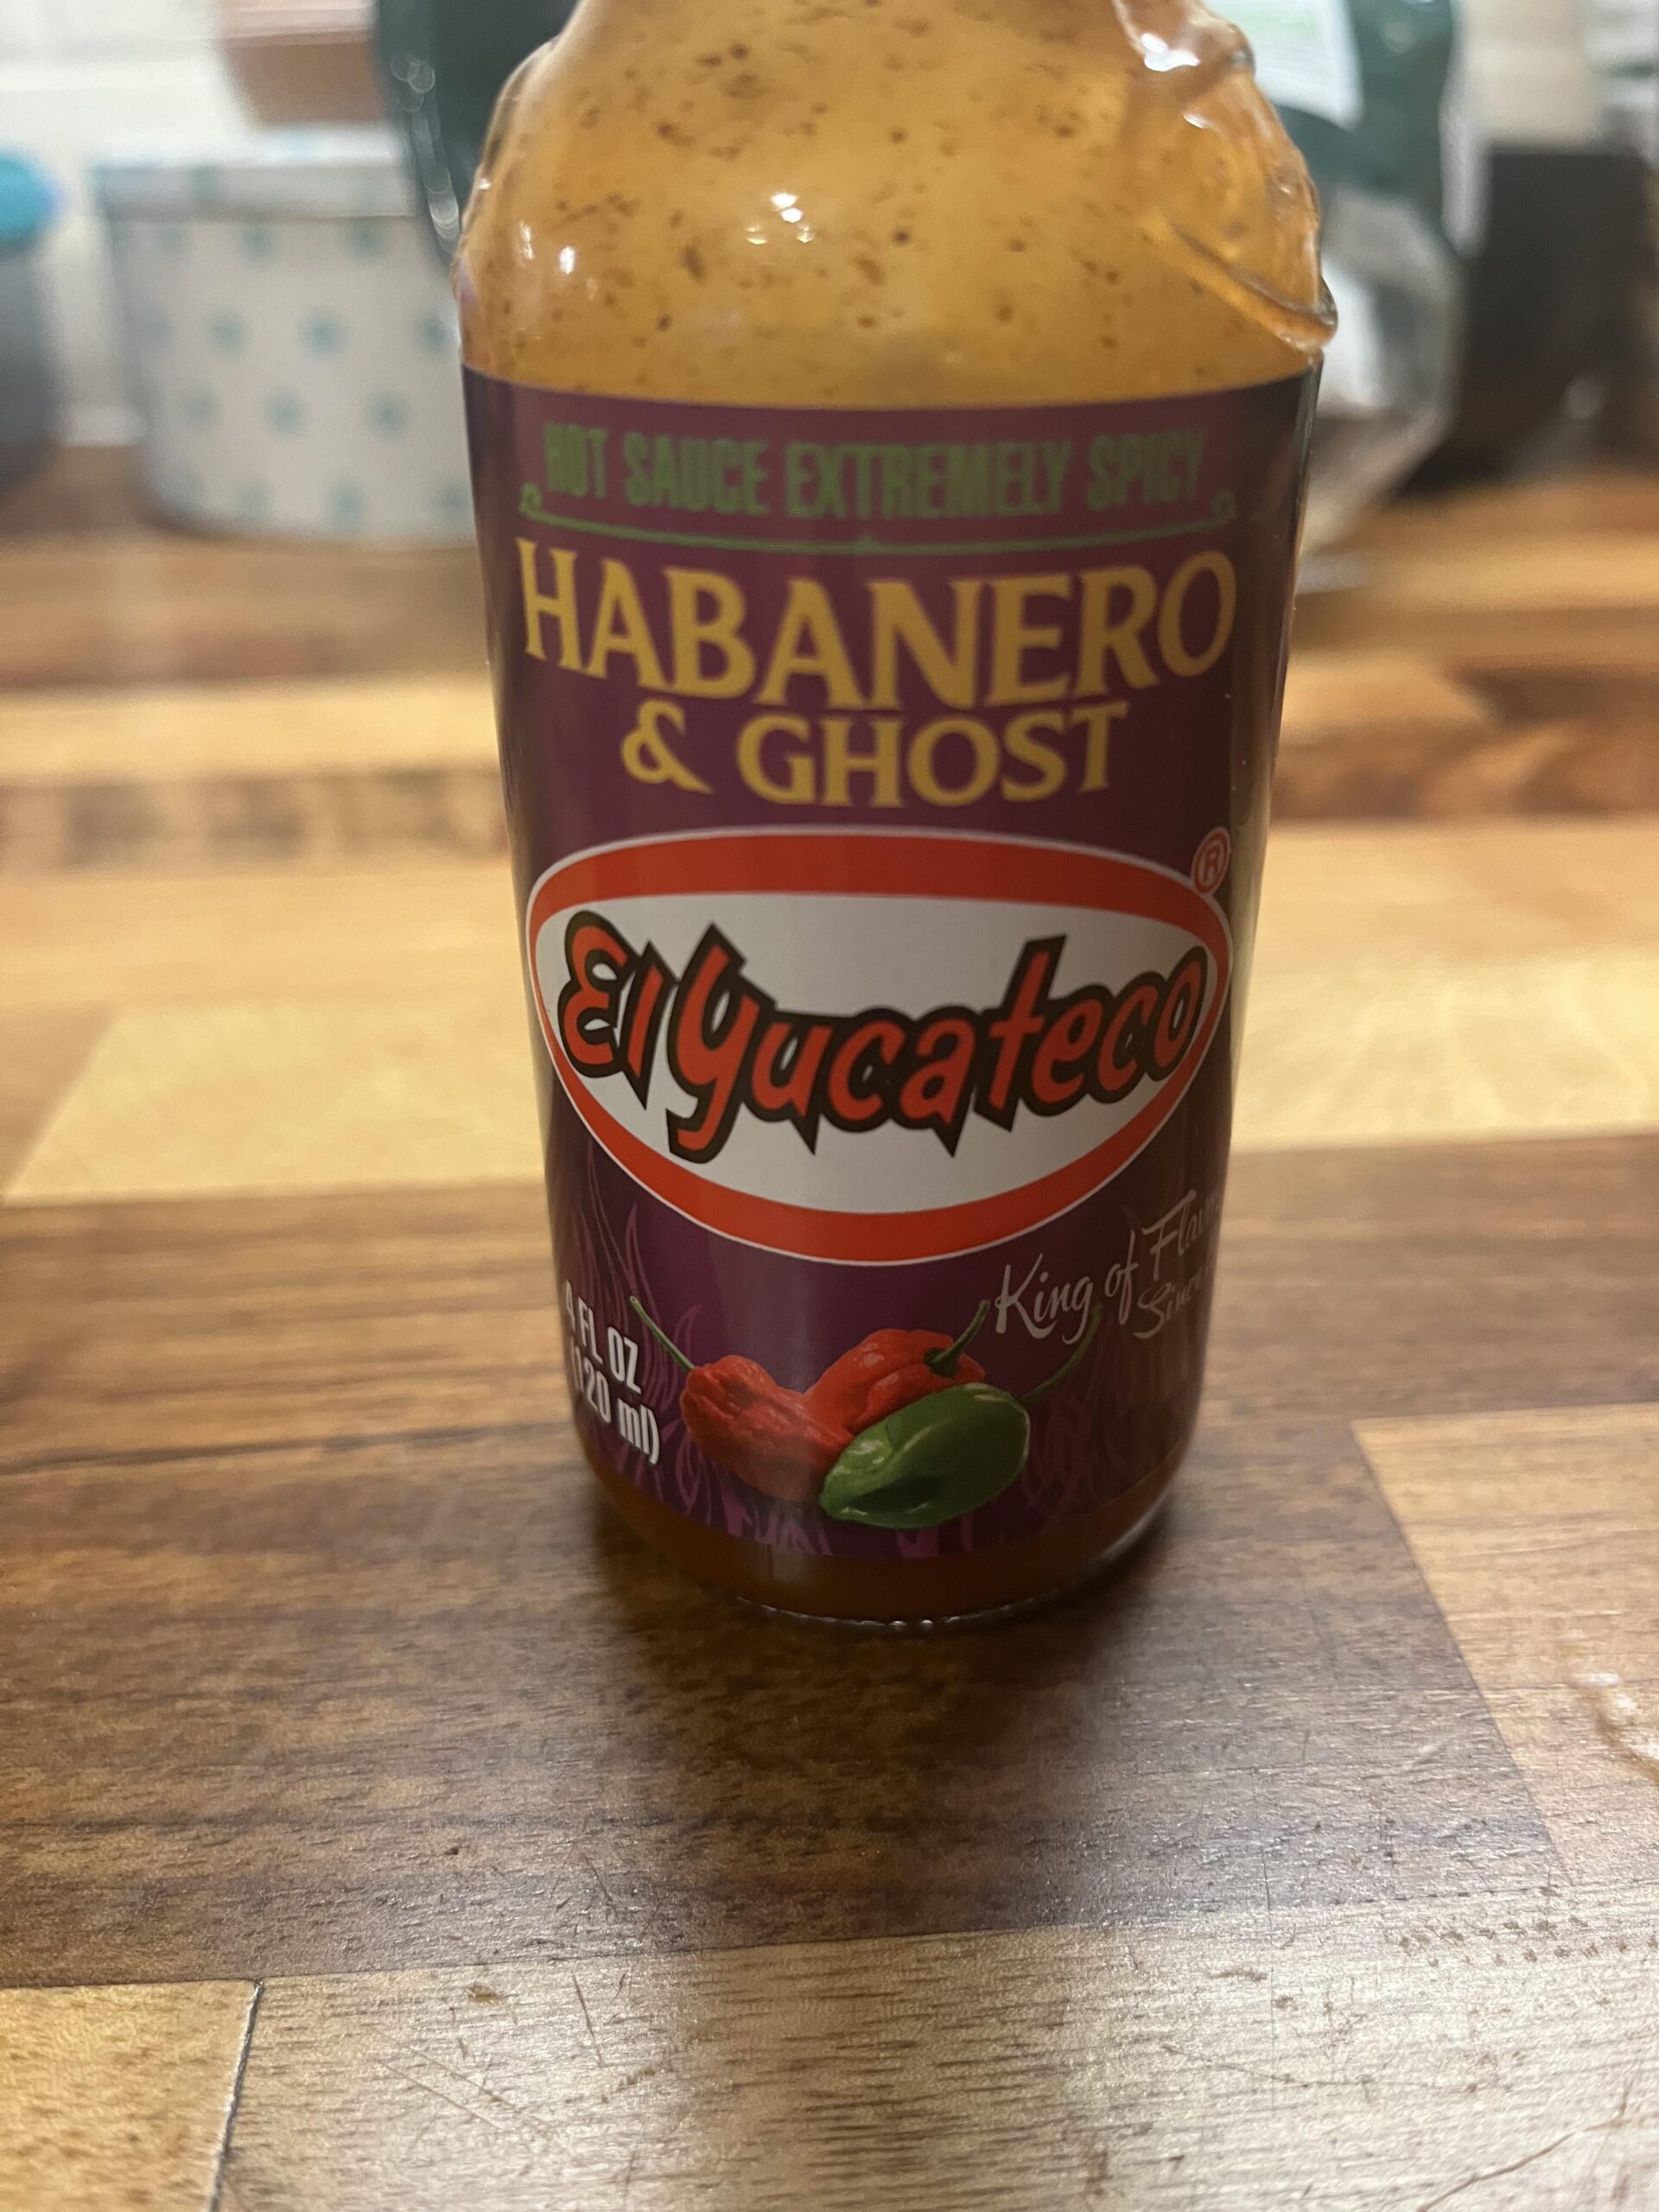 HOT SAUCE EXTREMELY SPICY
HABANERO
& GHOST
El Yucateco®
King of
4 FL OZ
(120 ml)